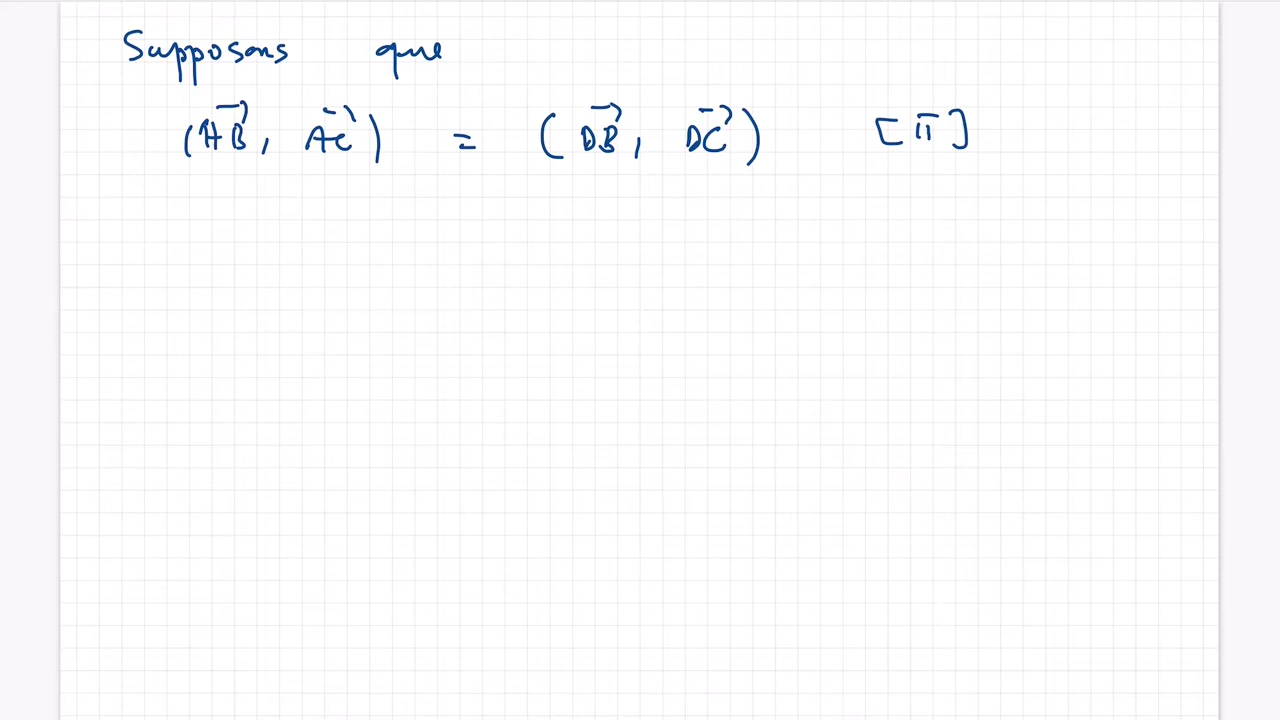 Supposons que
(AB⃗, AC⃗) = (DB⃗, DC⃗) [π]